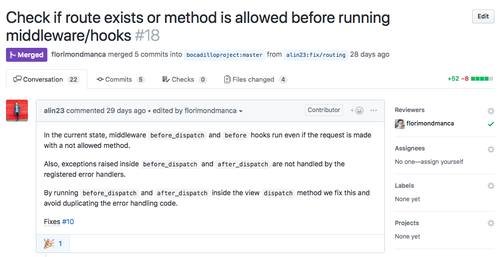 Check if route exists or method is allowed before running
middleware/hooks #18
Edit
Merged florimondmanca merged 5 commits into bocadilloproject:master from alin23:fix/routing 28 days ago
Conversation 22 Commits 5 Checks 0 Files changed 4 +52 −8
alin23 commented 29 days ago • edited by florimondmanca Contributor
In the current state, middleware before_dispatch and before hooks run even if the request is made
with a not allowed method.
Also, exceptions raised inside before_dispatch and after_dispatch are not handled by the
registered error handlers.
By running before_dispatch and after_dispatch inside the view dispatch method we fix this and
avoid duplicating the error handling code.
Fixes #10
1
Reviewers
florimondmanca
Assignees
No one—assign yourself
Labels
None yet
Projects
None yet